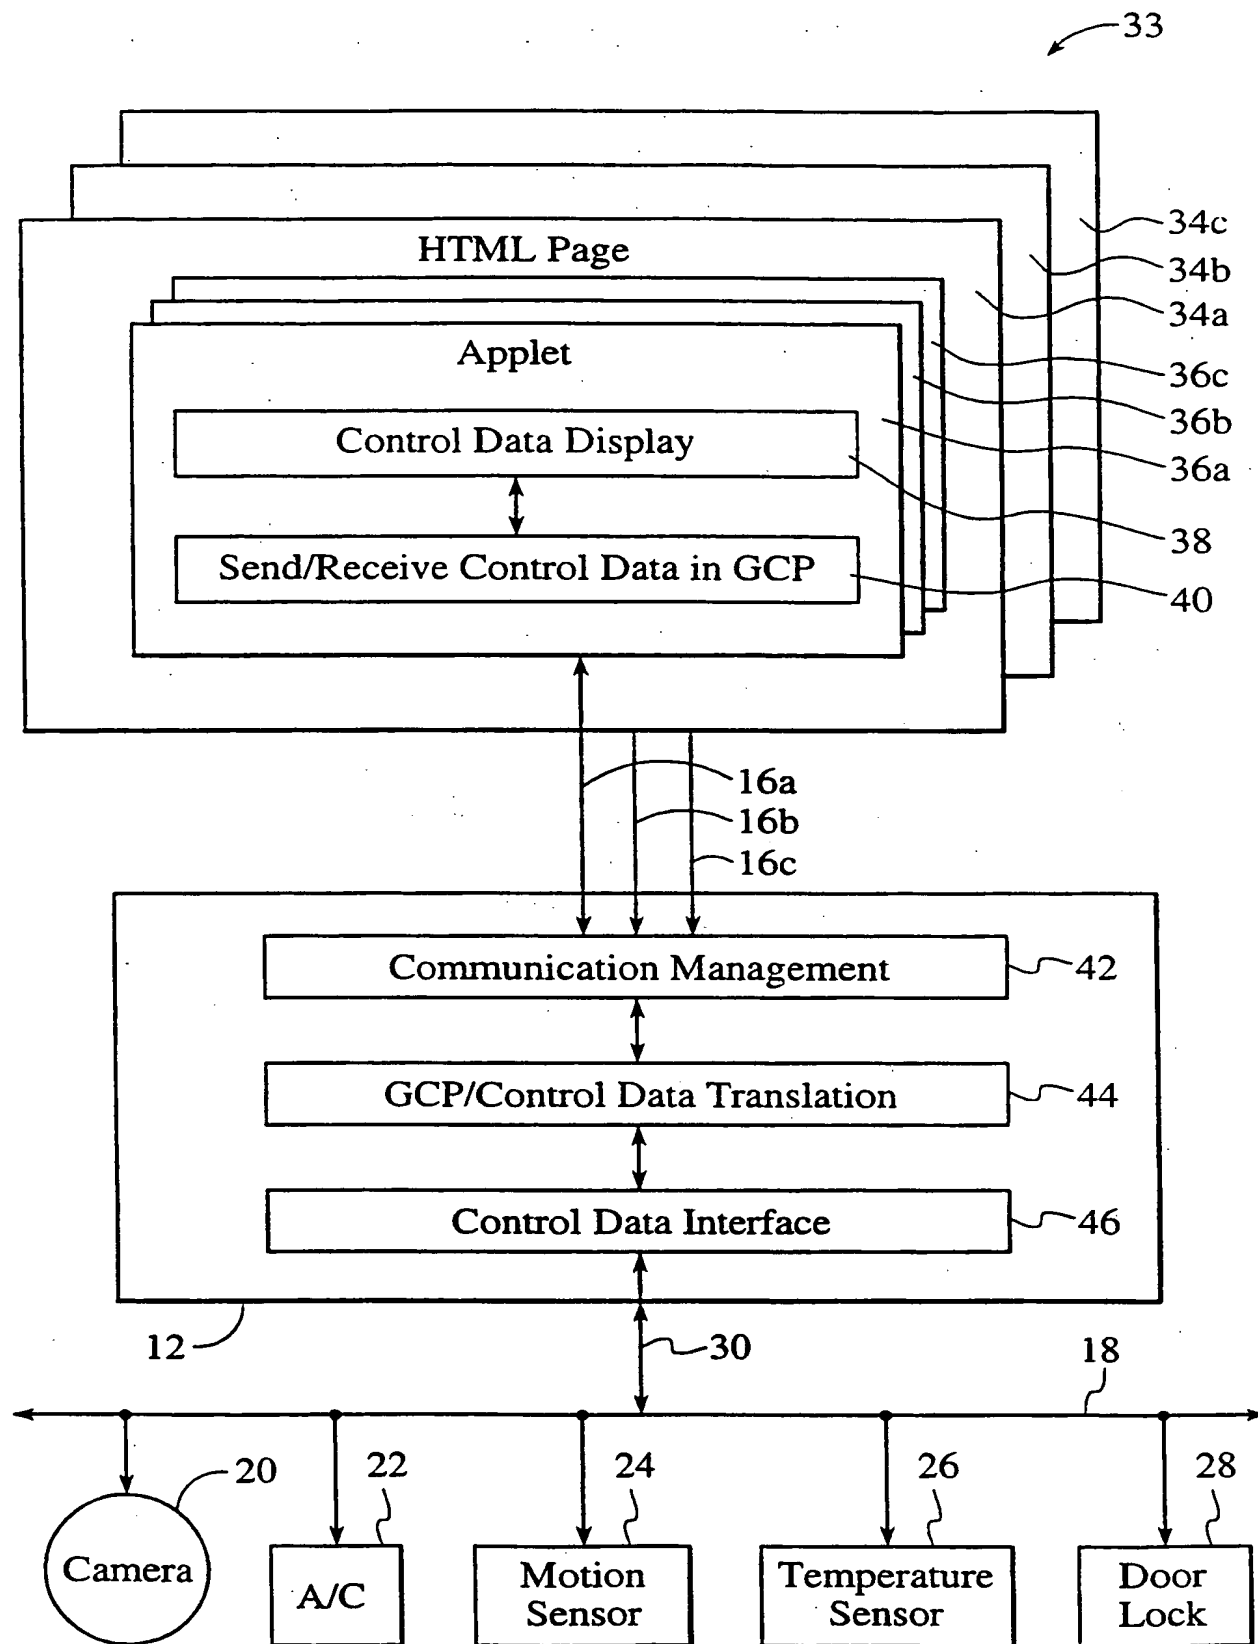 33
34c
HTML Page
34b
34a
Applet
36c
36b
Control Data Display
36a
38
Send/Receive Control Data in GCP
40
16a
16b
16c
Communication Management
42
GCP/Control Data Translation
44
Control Data Interface
46
12
30
18
20
22
24
26
28
Camera
A/C
Motion
Sensor
Temperature
Sensor
Door
Lock